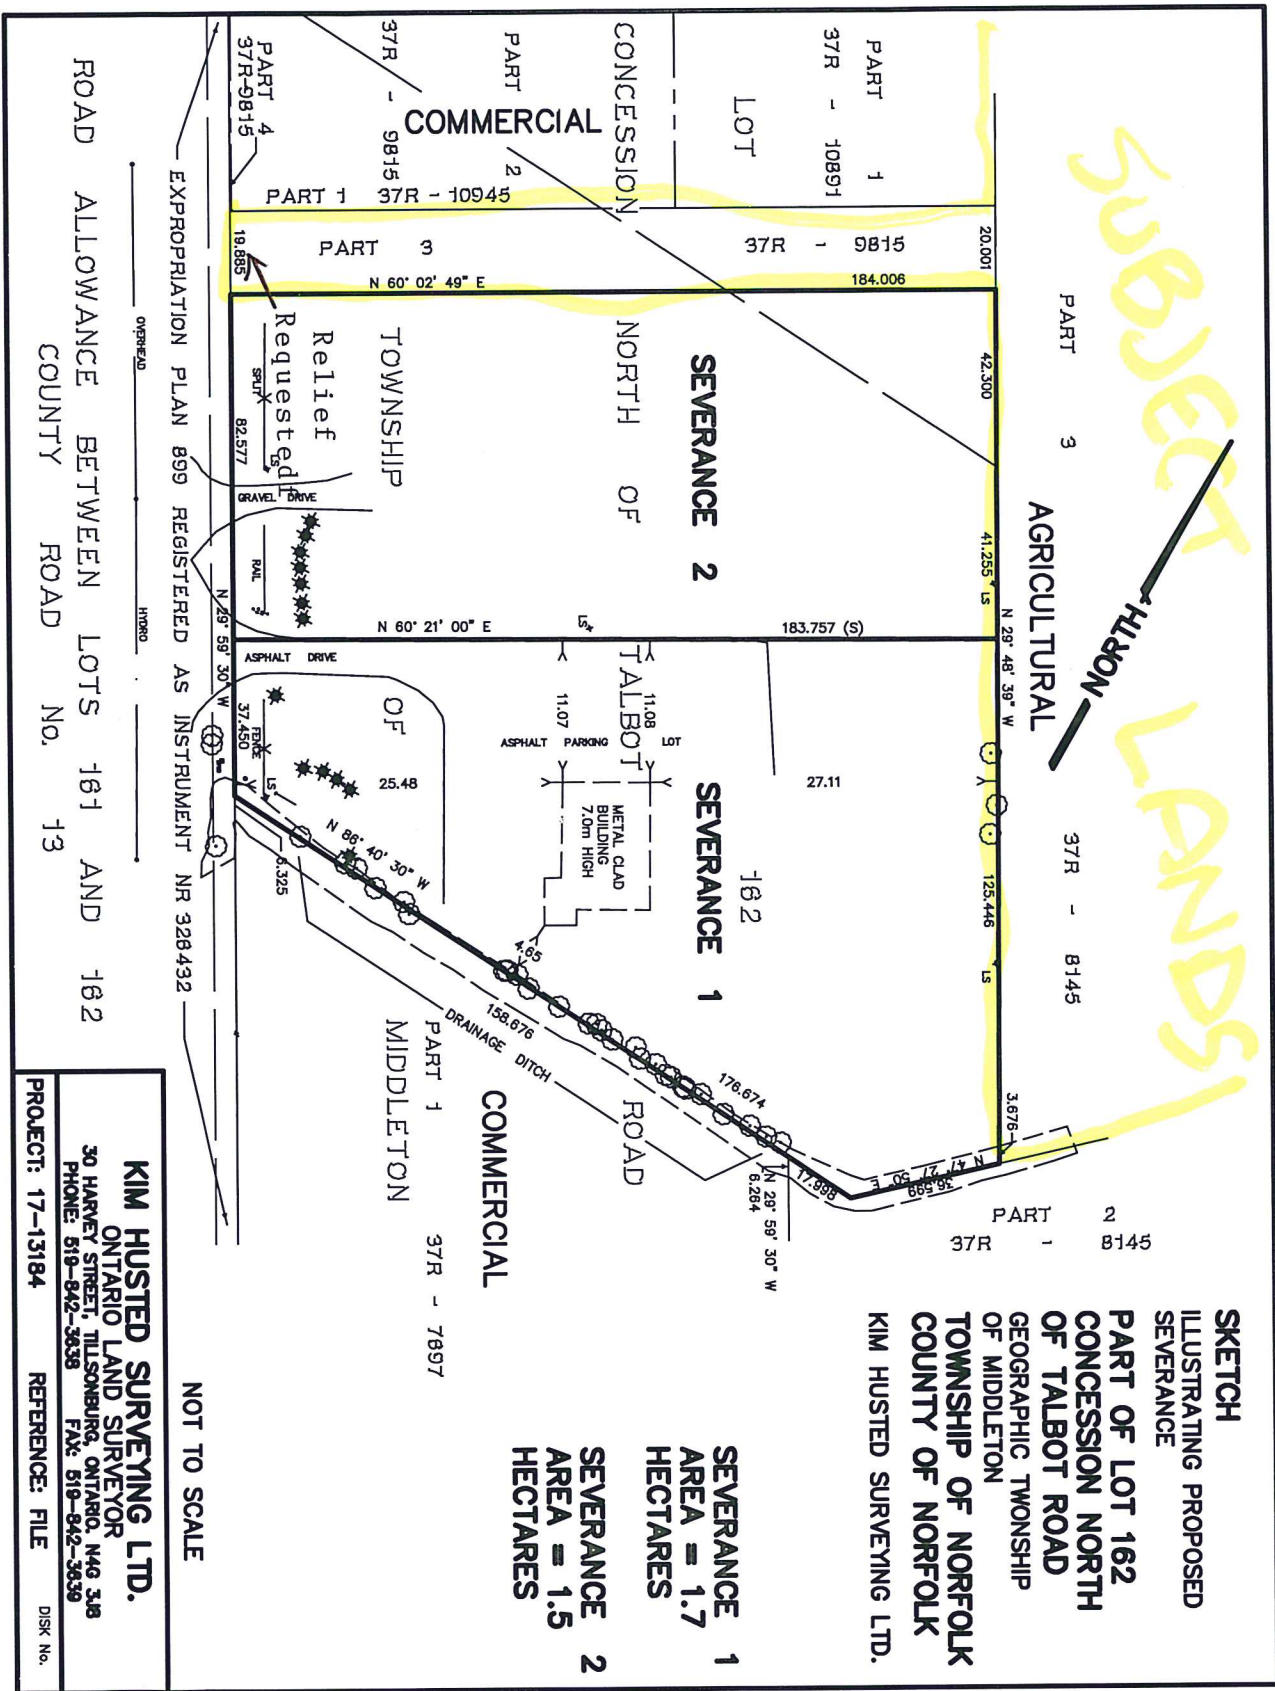 SUBJECT LANDS!
SKETCH
ILLUSTRATING PROPOSED
SEVERANCE
PART OF LOT 162
CONCESSION NORTH
OF TALBOT ROAD
GEOGRAPHIC TWONSHIP
OF MIDDLETON
TOWNSHIP OF NORFOLK
COUNTY OF NORFOLK
KIM HUSTED SURVEYING LTD.
SEVERANCE 1
AREA = 1.7
HECTARES
SEVERANCE 2
AREA = 1.5
HECTARES
NOT TO SCALE
NORTH
PART 3 37R - 8145
AGRICULTURAL
PART 1
37R - 10891
LOT 162
CONCESSION NORTH OF TALBOT ROAD
PART 2
37R - 9815
COMMERCIAL
PART 4
37R-9815
PART 1 37R - 10945
PART 3 37R - 9815
20.001
19.885
N 60° 02' 49" E
184.006
42.300
41.255
LS
N 29° 48' 39" W
125.446
LS
3.676
N 47° 27' 50" E
36.599
PART 2
37R - 8145
SEVERANCE 2
Relief
Requested
TOWNSHIP OF MIDDLETON
SPLIT
LS
82.577
GRAVEL DRIVE
RAIL
N 60° 21' 00" E
LS
183.757 (S)
N 29° 59' 30" W
ASPHALT DRIVE
37.450
FENCE
LS
25.48
11.07
11.08
ASPHALT PARKING LOT
METAL CLAD
BUILDING
7.0m HIGH
27.11
SEVERANCE 1
4.65
N 86° 40' 30" W
6.325
158.676
DRAINAGE DITCH
176.674
17.998
N 29° 59' 30" W
6.264
PART 1 37R - 7897
COMMERCIAL
EXPROPRIATION PLAN 899 REGISTERED AS INSTRUMENT NR 328432
OVERHEAD HYDRO
ROAD ALLOWANCE BETWEEN LOTS 161 AND 162
COUNTY ROAD No. 13
KIM HUSTED SURVEYING LTD.
ONTARIO LAND SURVEYOR
30 HARVEY STREET, TILLSONBURG, ONTARIO. N4G 3J8
PHONE: 519-842-3638 FAX: 519-842-3639
PROJECT: 17-13184 REFERENCE: FILE DISK No.